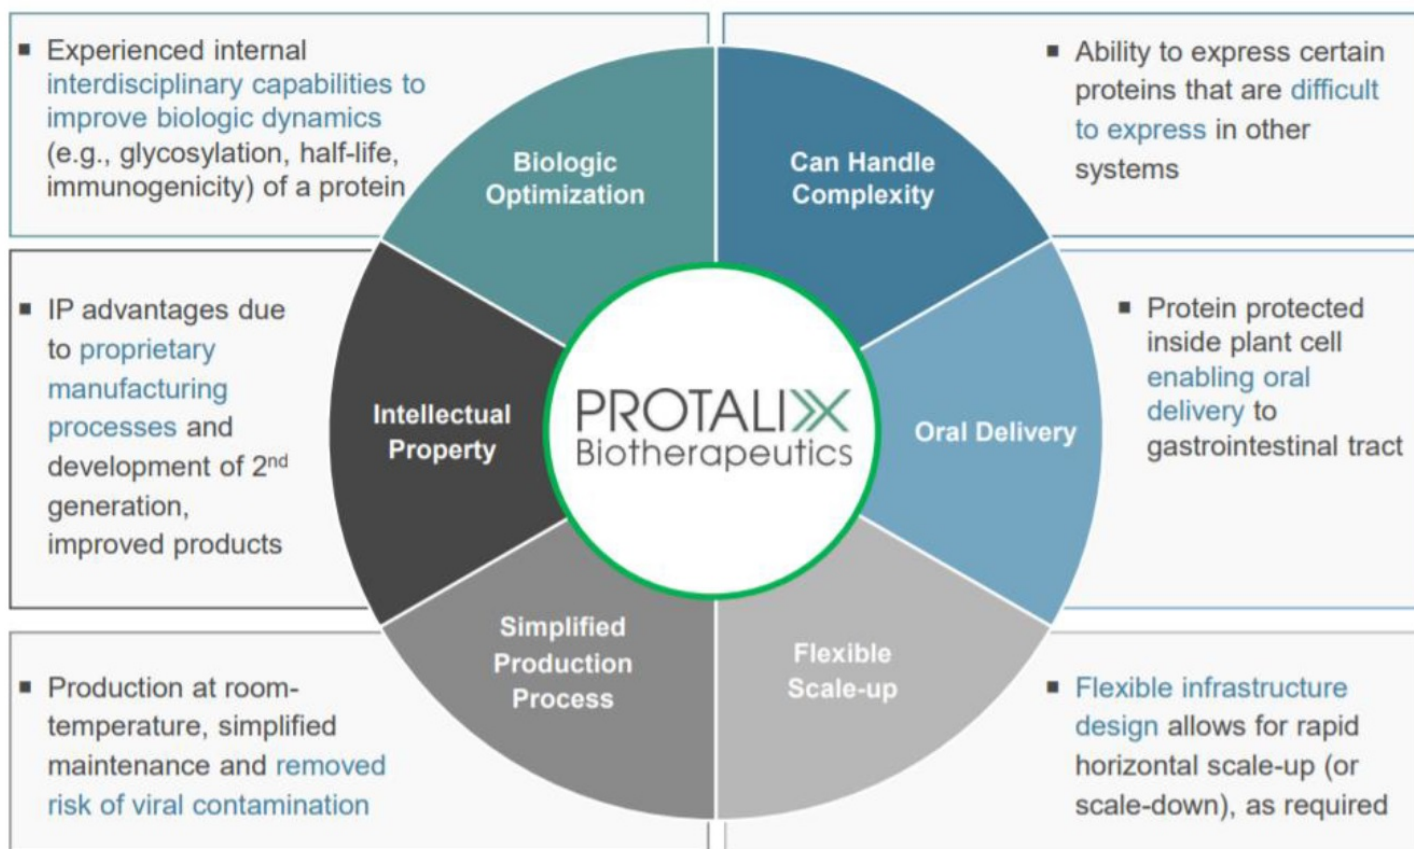 ■ Experienced internal
interdisciplinary capabilities to
improve biologic dynamics
(e.g., glycosylation, half-life,
immunogenicity) of a protein
Biologic
Optimization
Can Handle
Complexity
■ Ability to express certain
proteins that are difficult
to express in other
systems
■ IP advantages due
to proprietary
manufacturing
processes and
development of 2nd
generation,
improved products
Intellectual
Property
PROTALIX
Biotherapeutics
Oral Delivery
■ Protein protected
inside plant cell
enabling oral
delivery to
gastrointestinal tract
■ Production at room-
temperature, simplified
maintenance and removed
risk of viral contamination
Simplified
Production
Process
Flexible
Scale-up
■ Flexible infrastructure
design allows for rapid
horizontal scale-up (or
scale-down), as required